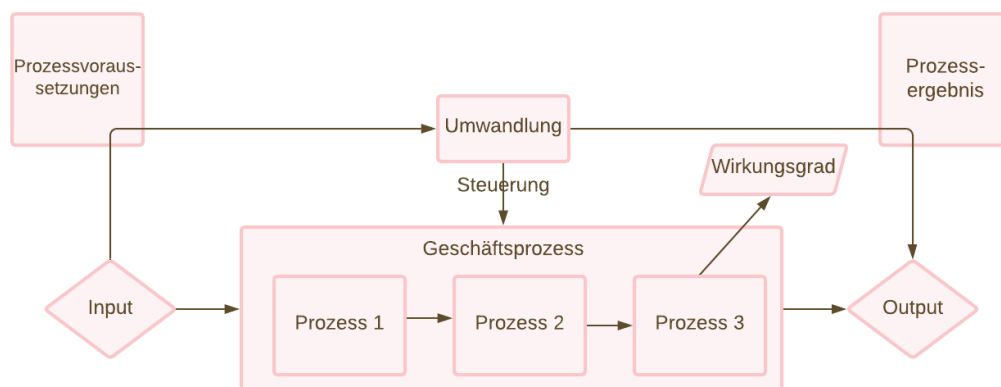 Prozessvoraus-
setzungen
Prozess-
ergebnis
Umwandlung
Wirkungsgrad
Steuerung
Geschäftsprozess
Input
Prozess 1
Prozess 2
Prozess 3
Output